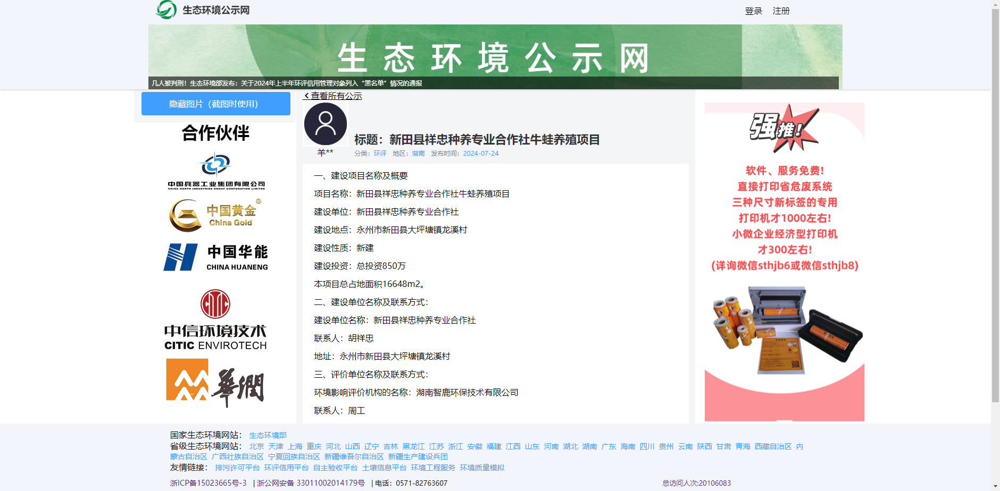 生态环境公示网
登录 注册
生态环境公示网
几人被判刑！生态环境部发布：关于2024年上半年环评信用管理对象列入“黑名单”情况的通报
隐藏图片（截图时使用）
合作伙伴
中国兵器工业集团有限公司
CHINA NORTH INDUSTRIES GROUP CORPORATION LIMITED
中国黄金®
China Gold
中国华能
CHINA HUANENG
中信环境技术
CITIC ENVIROTECH
華潤
查看所有公示
羊**
标题：新田县祥忠种养专业合作社牛蛙养殖项目
分类：环评 地区：湖南 发布时间：2024-07-24
一、建设项目名称及概要
项目名称：新田县祥忠种养专业合作社牛蛙养殖项目
建设单位：新田县祥忠种养专业合作社
建设地点：永州市新田县大坪塘镇龙溪村
建设性质：新建
建设投资：总投资850万
本项目总占地面积16648m2。
二、建设单位名称及联系方式：
建设单位名称：新田县祥忠种养专业合作社
联系人：胡祥忠
地址：永州市新田县大坪塘镇龙溪村
三、评价单位名称及联系方式：
环境影响评价机构的名称：湖南智鹿环保技术有限公司
联系人：周工
强推!
软件、服务免费!
直接打印省危废系统
三种尺寸新标签的专用
打印机才1000左右!
小微企业经济型打印机
才300左右!
(详询微信sthjb6或微信sthjb8)
国家生态环境网站： 生态环境部
省级生态环境网站： 北京 天津 上海 重庆 河北 山西 辽宁 吉林 黑龙江 江苏 浙江 安徽 福建 江西 山东 河南 湖北 湖南 广东 海南 四川 贵州 云南 陕西 甘肃 青海 西藏自治区 内
蒙古自治区 广西壮族自治区 宁夏回族自治区 新疆维吾尔自治区 新疆生产建设兵团
友情链接： 排污许可平台 环评信用平台 自主验收平台 土壤信息平台 环境工程服务 环境质量模拟
浙ICP备15023665号-3 | 浙公网安备 33011002014179号 | 电话：0571-82763607
总访问人次:20106083